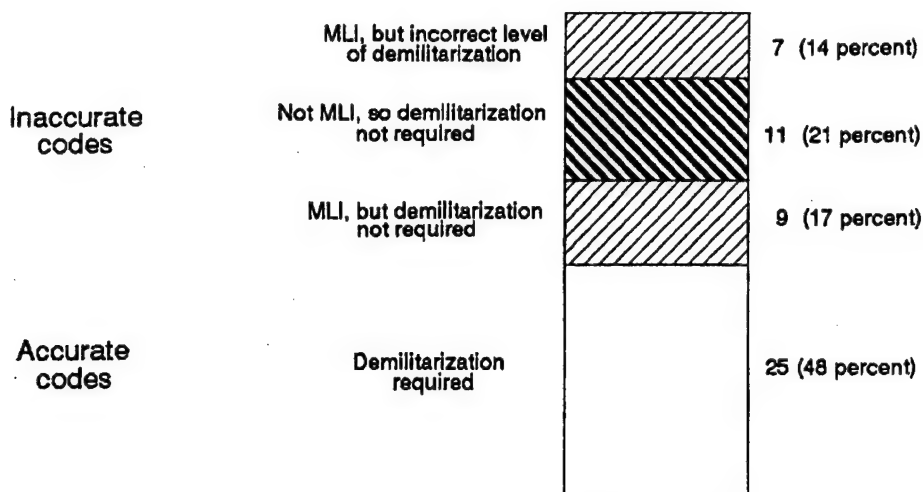 MLI, but incorrect level
of demilitarization
7 (14 percent)
Inaccurate
codes
Not MLI, so demilitarization
not required
11 (21 percent)
MLI, but demilitarization
not required
9 (17 percent)
Accurate
codes
Demilitarization
required
25 (48 percent)